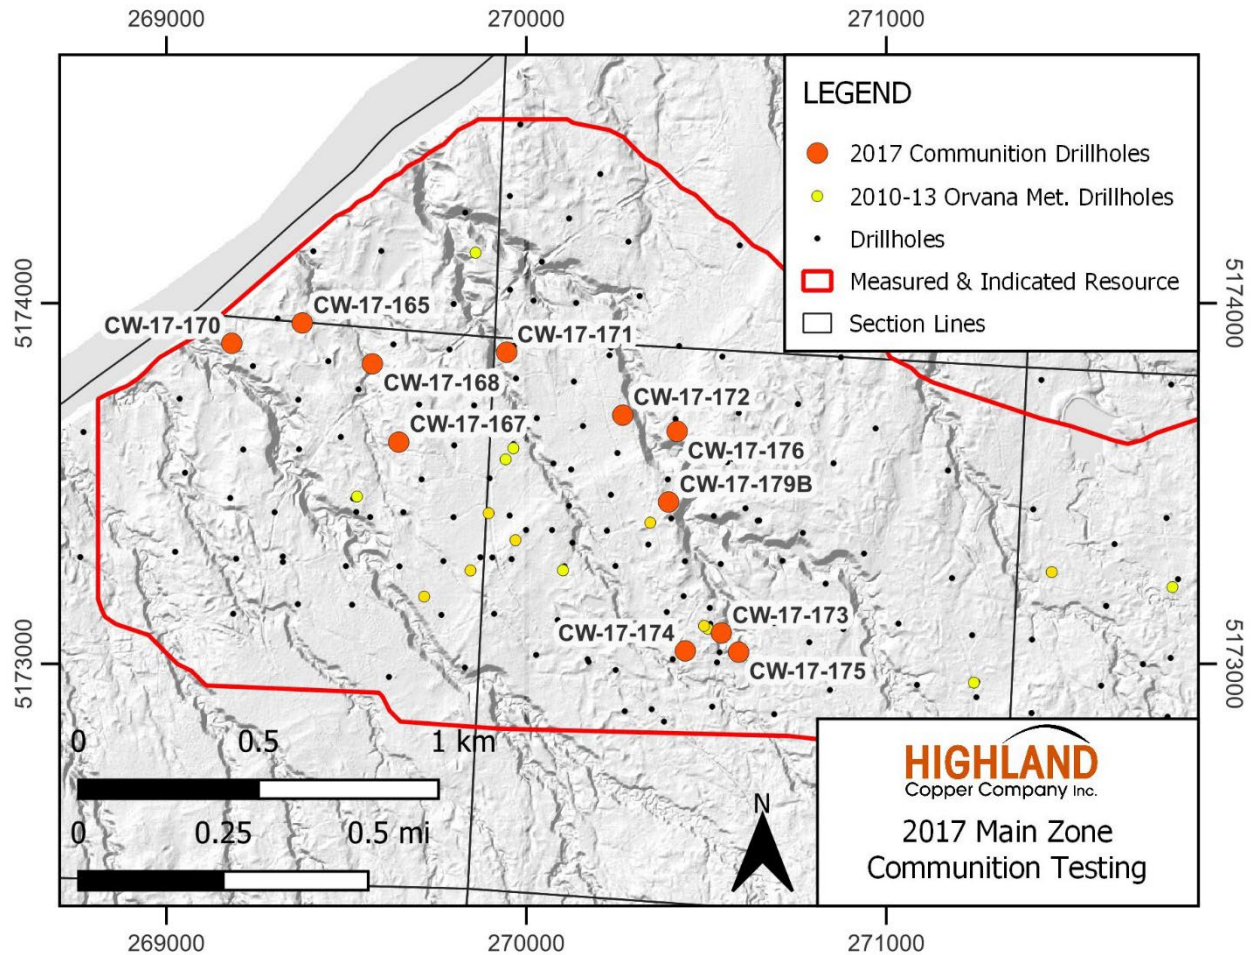 269000
270000
271000
LEGEND
2017 Communition Drillholes
2010-13 Orvana Met. Drillholes
Drillholes
Measured & Indicated Resource
Section Lines
5174000
5174000
CW-17-165
CW-17-170
CW-17-171
CW-17-168
CW-17-172
CW-17-167
CW-17-176
CW-17-179B
CW-17-173
CW-17-174
CW-17-175
5173000
5173000
0
0.5
1 km
0
0.25
0.5 mi
N
HIGHLAND
Copper Company Inc.
2017 Main Zone
Communition Testing
269000
270000
271000